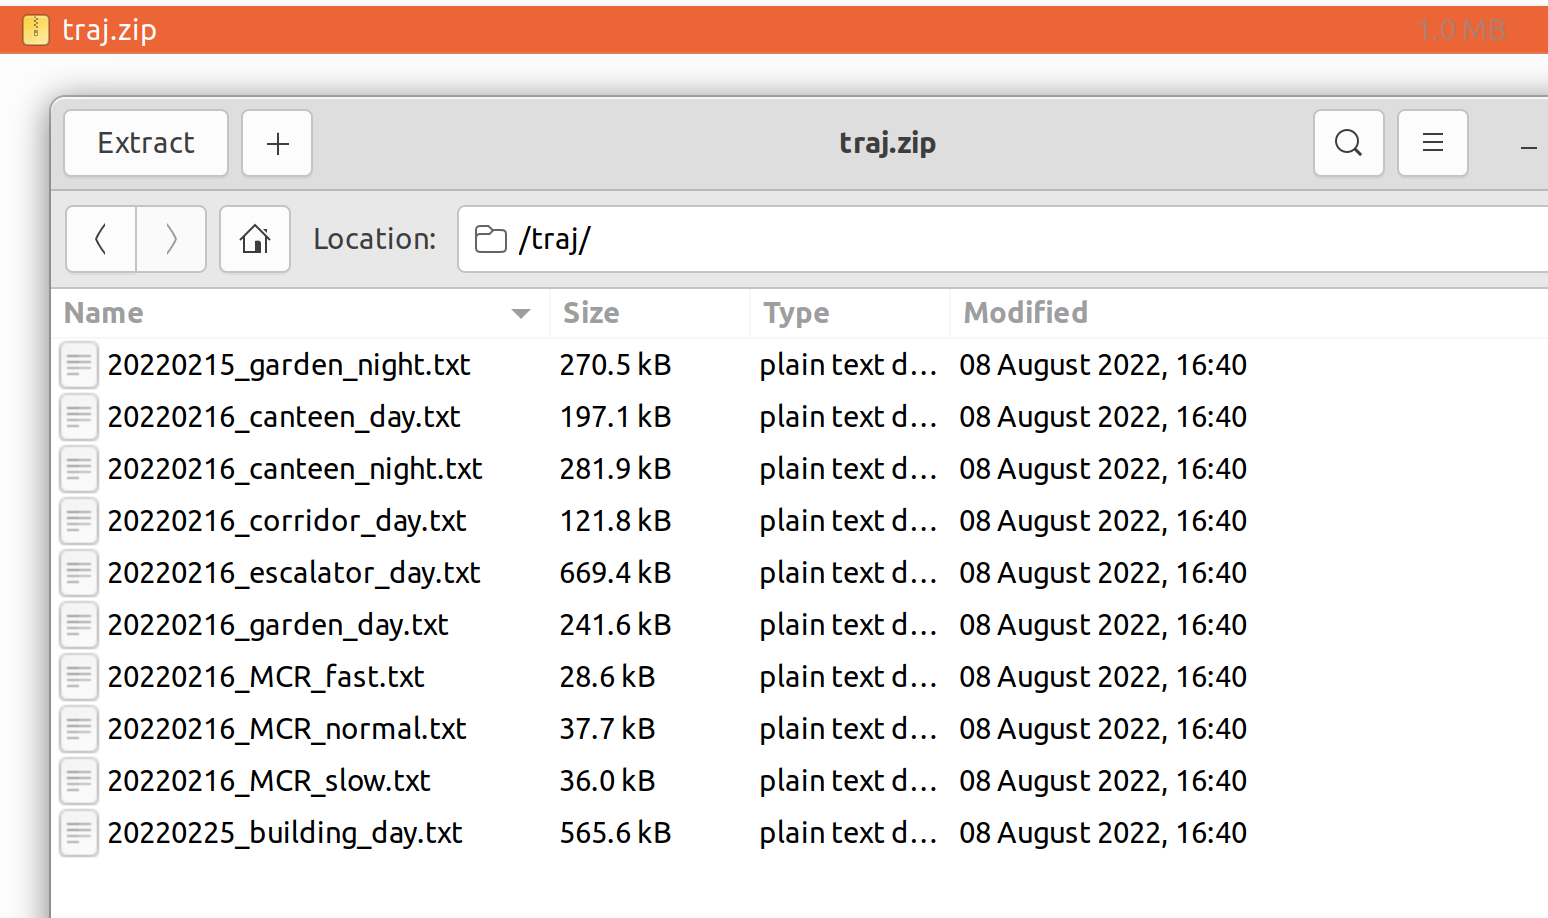 traj.zip 1.0 MB
Extract traj.zip
Location: /traj/
Name Size Type Modified
20220215_garden_night.txt 270.5 kB plain text d… 08 August 2022, 16:40
20220216_canteen_day.txt 197.1 kB plain text d… 08 August 2022, 16:40
20220216_canteen_night.txt 281.9 kB plain text d… 08 August 2022, 16:40
20220216_corridor_day.txt 121.8 kB plain text d… 08 August 2022, 16:40
20220216_escalator_day.txt 669.4 kB plain text d… 08 August 2022, 16:40
20220216_garden_day.txt 241.6 kB plain text d… 08 August 2022, 16:40
20220216_MCR_fast.txt 28.6 kB plain text d… 08 August 2022, 16:40
20220216_MCR_normal.txt 37.7 kB plain text d… 08 August 2022, 16:40
20220216_MCR_slow.txt 36.0 kB plain text d… 08 August 2022, 16:40
20220225_building_day.txt 565.6 kB plain text d… 08 August 2022, 16:40